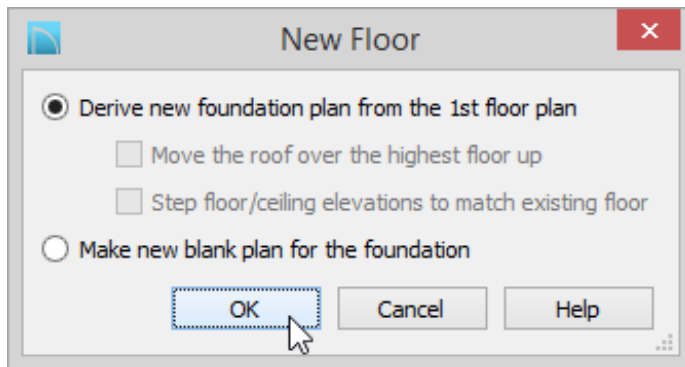 New Floor
Derive new foundation plan from the 1st floor plan
Move the roof over the highest floor up
Step floor/ceiling elevations to match existing floor
Make new blank plan for the foundation
OK Cancel Help